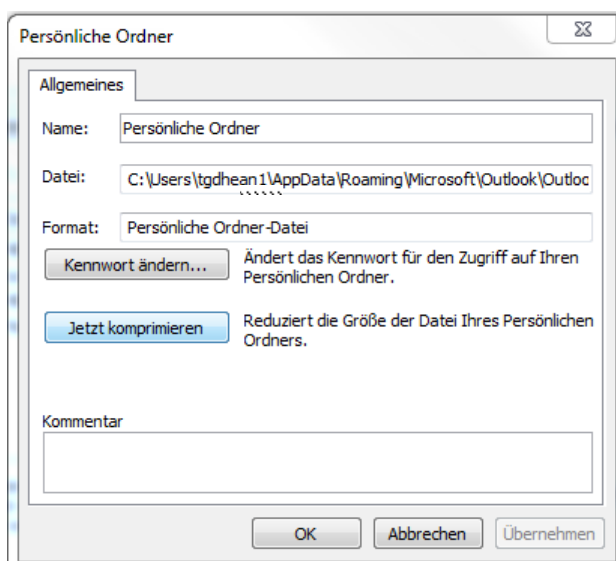 Persönliche Ordner
Allgemeines
Name: Persönliche Ordner
Datei: C:\Users\tgdhean1\AppData\Roaming\Microsoft\Outlook\Outloc
Format: Persönliche Ordner-Datei
Kennwort ändern... Ändert das Kennwort für den Zugriff auf Ihren
Persönlichen Ordner.
Jetzt komprimieren Reduziert die Größe der Datei Ihres Persönlichen
Ordners.
Kommentar
OK Abbrechen Übernehmen